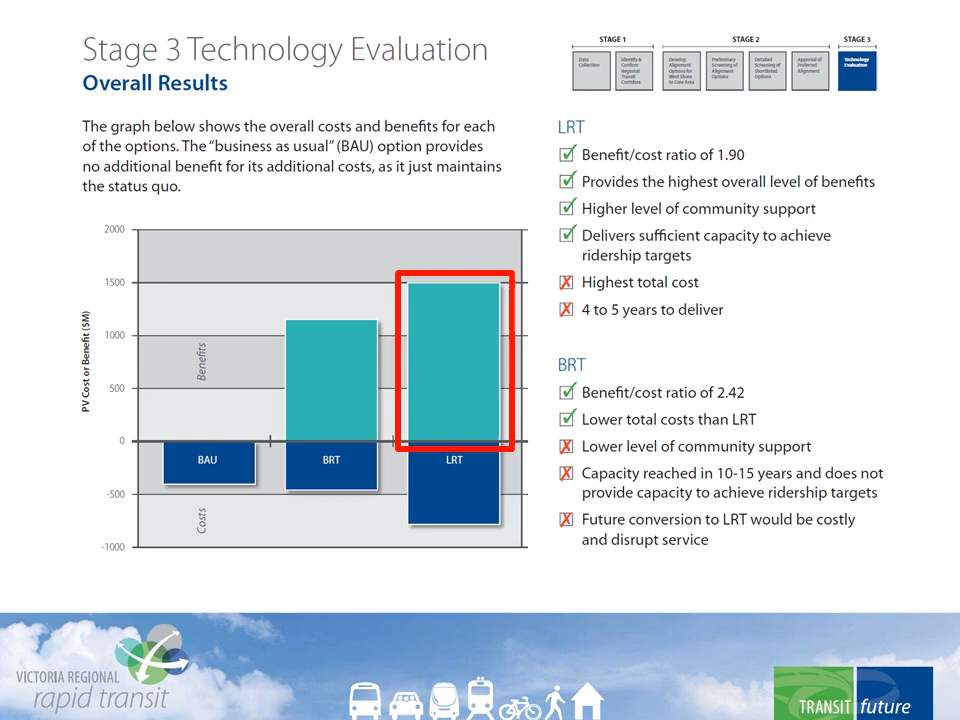 Stage 3 Technology Evaluation
Overall Results
The graph below shows the overall costs and benefits for each
of the options. The “business as usual” (BAU) option provides
no additional benefit for its additional costs, as it just maintains
the status quo.
STAGE 1
STAGE 2
STAGE 3
Data
Collection
Identify &
Confirm
Regional
Transit
Corridors
Develop
Alignment
Options for
West Shore
to Core Area
Preliminary
Screening of
Alignment
Options
Detailed
Screening of
Shortlisted
Options
Approval of
Preferred
Alignment
Technology
Evaluation
PV Cost or Benefit ($M)
2000
1500
1000
500
0
-500
-1000
Benefits
Costs
BAU
BRT
LRT
LRT
Benefit/cost ratio of 1.90
Provides the highest overall level of benefits
Higher level of community support
Delivers sufficient capacity to achieve
ridership targets
Highest total cost
4 to 5 years to deliver
BRT
Benefit/cost ratio of 2.42
Lower total costs than LRT
Lower level of community support
Capacity reached in 10-15 years and does not
provide capacity to achieve ridership targets
Future conversion to LRT would be costly
and disrupt service
VICTORIA REGIONAL
rapid transit
TRANSIT future